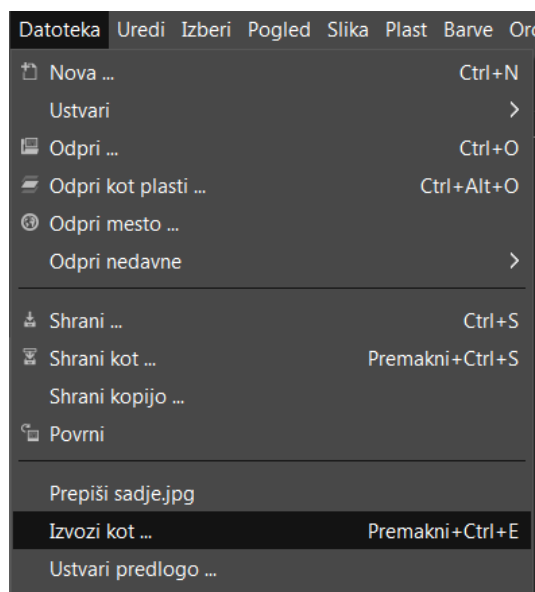 Datoteka Uredi Izberi Pogled Slika Plast Barve
Nova ... Ctrl+N
Ustvari
Odpri ... Ctrl+O
Odpri kot plasti ... Ctrl+Alt+O
Odpri mesto ...
Odpri nedavne
Shrani ... Ctrl+S
Shrani kot ... Premakni+Ctrl+S
Shrani kopijo ...
Povrni
Prepiši sadje.jpg
Izvozi kot ... Premakni+Ctrl+E
Ustvari predlogo ...